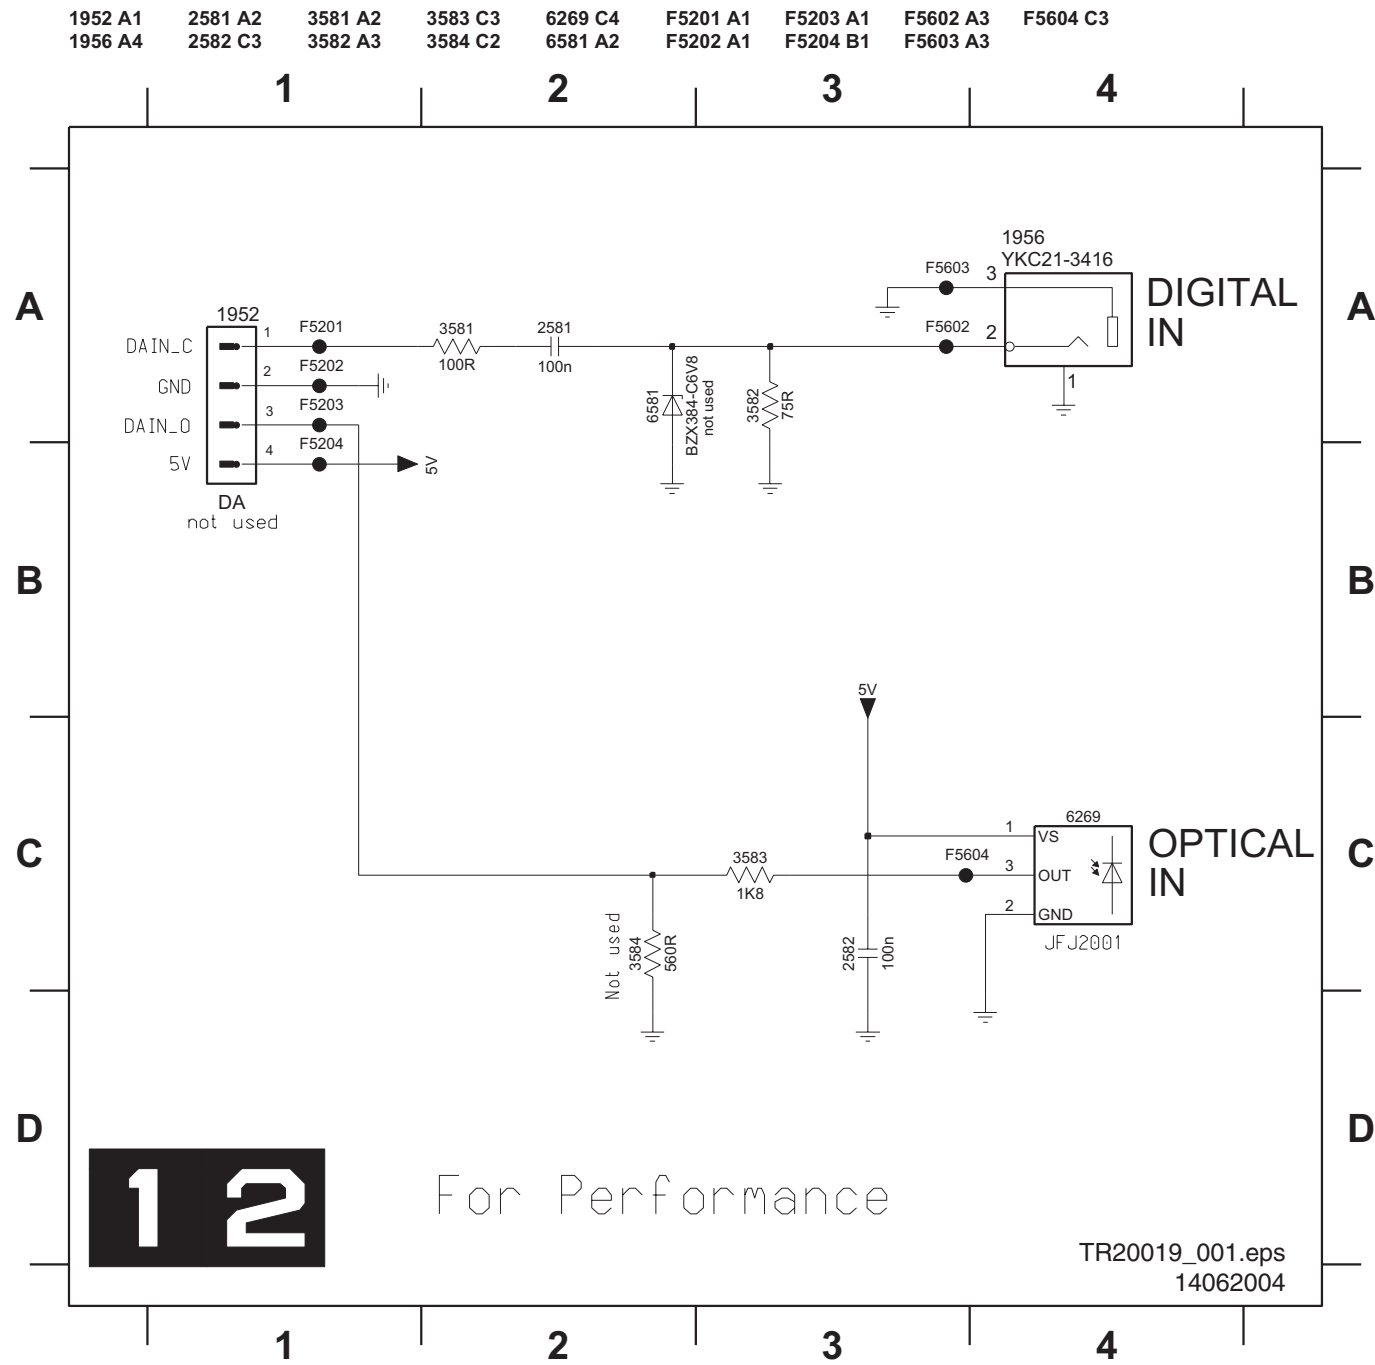 1952 A1 2581 A2 3581 A2 3583 C3 6269 C4 F5201 A1 F5203 A1 F5602 A3 F5604 C3
1956 A4 2582 C3 3582 A3 3584 C2 6581 A2 F5202 A1 F5204 B1 F5603 A3
1 2 3 4
A
A
1956
YKC21-3416
F5603 3
DIGITAL
IN
F5602 2
1
1952
DAIN_C 1 F5201
3581
100R
2581
100n
GND 2 F5202
DAIN_O 3 F5203
5V 4 F5204 5V
DA
not used
6581
BZX384-C6V8
not used
3582
75R
B
B
5V
C
C
6269
1 VS
OPTICAL
IN
3583
1K8
F5604 3 OUT
2 GND
JFJ2001
Not used
3584
560R
2582
100n
D
D
12
For Performance
TR20019_001.eps
14062004
1 2 3 4